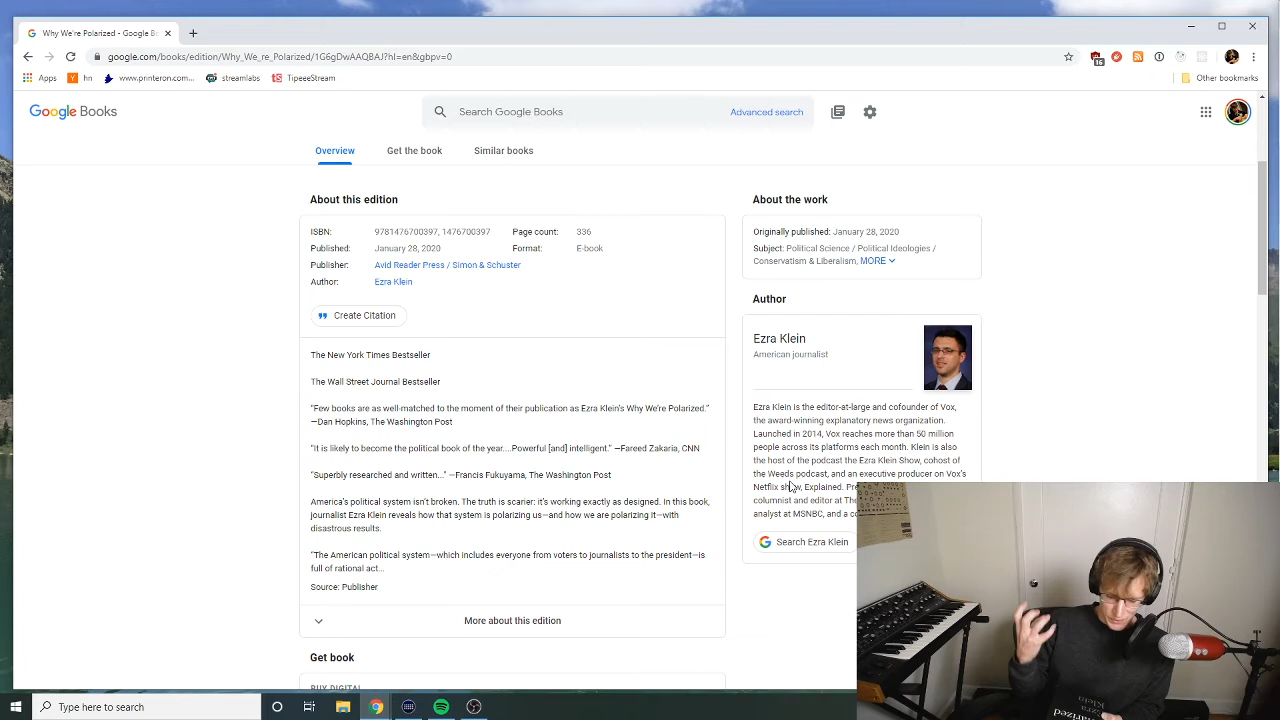 Why We're Polarized - Google B
google.com/books/edition/Why_We_re_Polarized/1G6gDwAAQBAJ?hl=en&gbpv=0
16
Apps
hn
www.printeron.com...
streamlabs
TipeeeStream
Other bookmarks
Google Books
Search Google Books
Advanced search
Overview
Get the book
Similar books
About this edition
ISBN: 9781476700397, 1476700397 Page count: 336
Published: January 28, 2020 Format: E-book
Publisher: Avid Reader Press / Simon & Schuster
Author: Ezra Klein
Create Citation
The New York Times Bestseller
The Wall Street Journal Bestseller
“Few books are as well-matched to the moment of their publication as Ezra Klein’s Why We’re Polarized.”
—Dan Hopkins, The Washington Post
“It is likely to become the political book of the year....Powerful [and] intelligent.” —Fareed Zakaria, CNN
“Superbly researched and written...” —Francis Fukuyama, The Washington Post
America’s political system isn’t broken. The truth is scarier: it’s working exactly as designed. In this book,
journalist Ezra Klein reveals how that system is polarizing us—and how we are polarizing it—with
disastrous results.
“The American political system—which includes everyone from voters to journalists to the president—is
full of rational act...
Source: Publisher
More about this edition
Get book
BUY DIGITAL
About the work
Originally published: January 28, 2020
Subject: Political Science / Political Ideologies /
Conservatism & Liberalism, MORE
Author
Ezra Klein
American journalist
Ezra Klein is the editor-at-large and cofounder of Vox,
the award-winning explanatory news organization.
Launched in 2014, Vox reaches more than 50 million
people across its platforms each month. Klein is also
the host of the podcast the Ezra Klein Show, cohost of
the Weeds podcast, and an executive producer on Vox’s
Netflix show, Explained. Pre
columnist and editor at The
analyst at MSNBC, and a co
Search Ezra Klein
Ezra
Klein
Type here to search